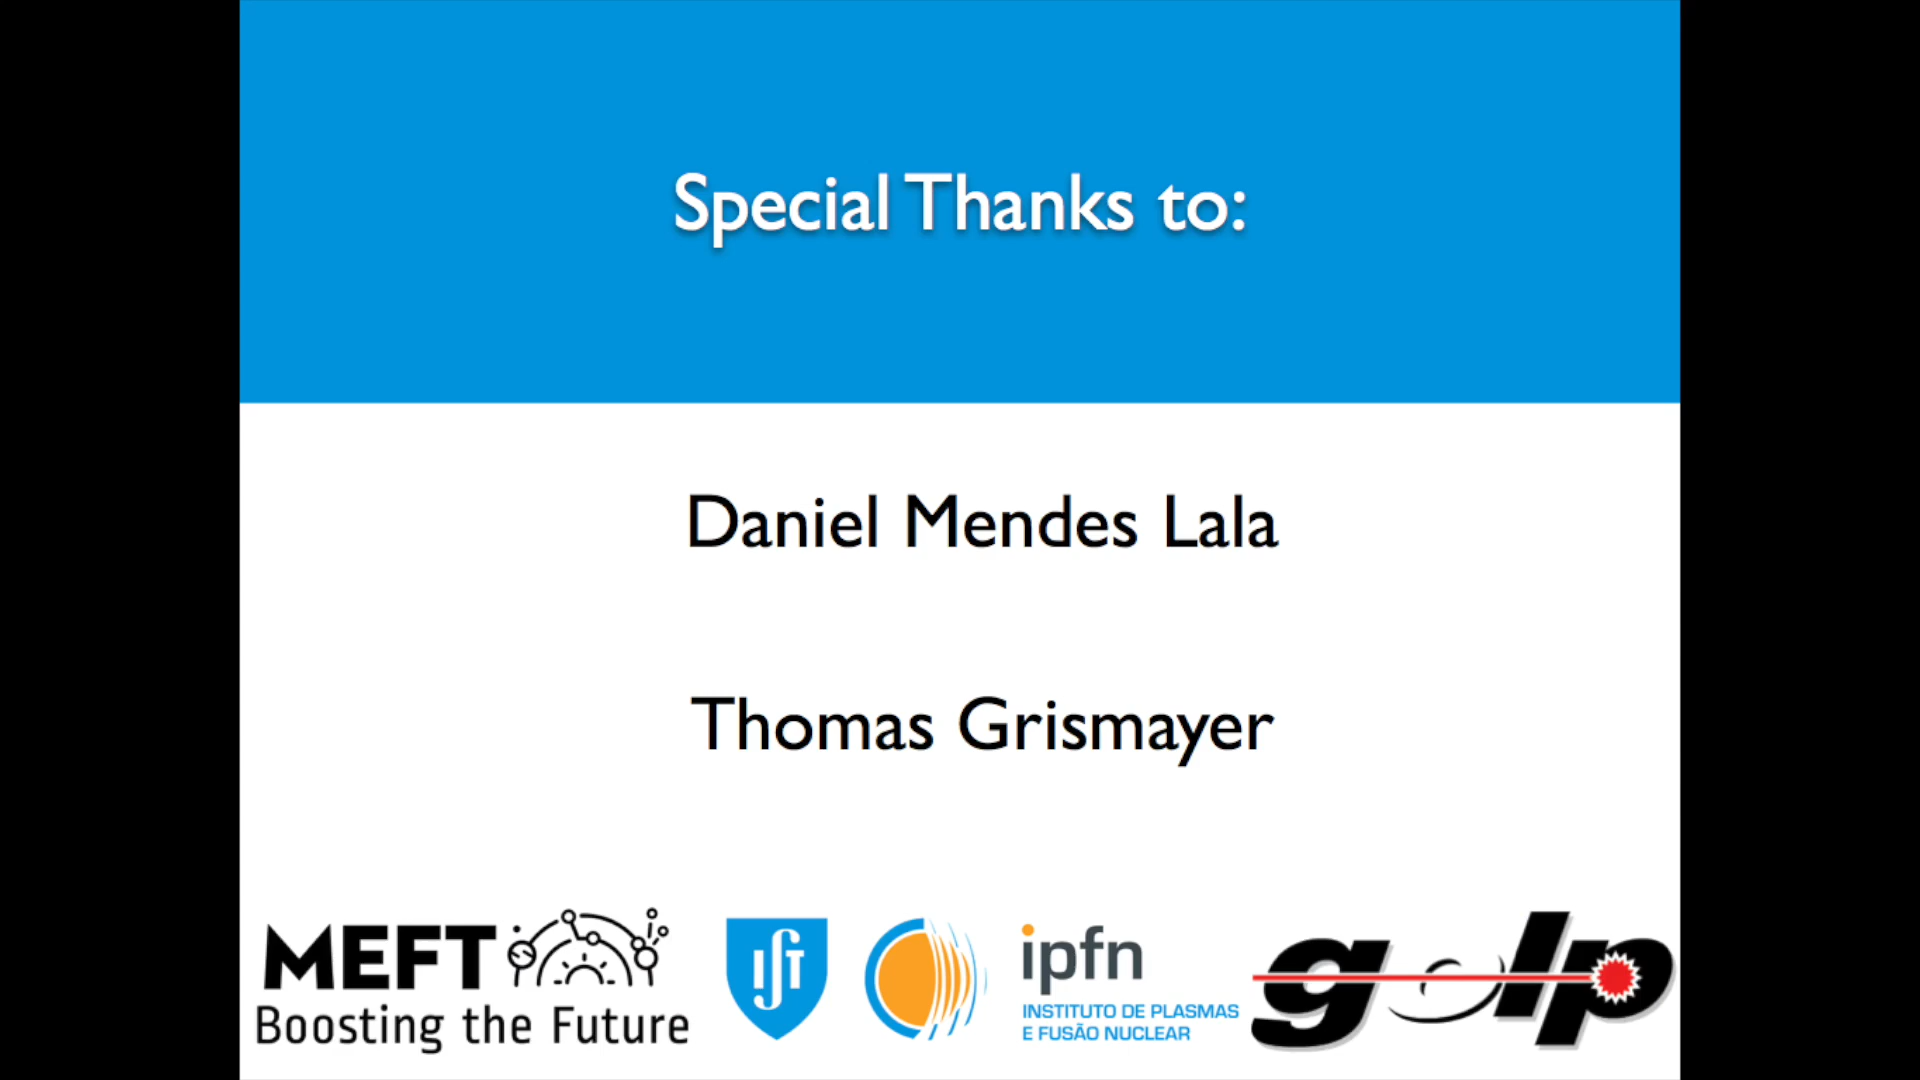 Special Thanks to:
Daniel Mendes Lala
Thomas Grismayer
MEFT
Boosting the Future
IST
ipfn
INSTITUTO DE PLASMAS
E FUSÃO NUCLEAR
golp